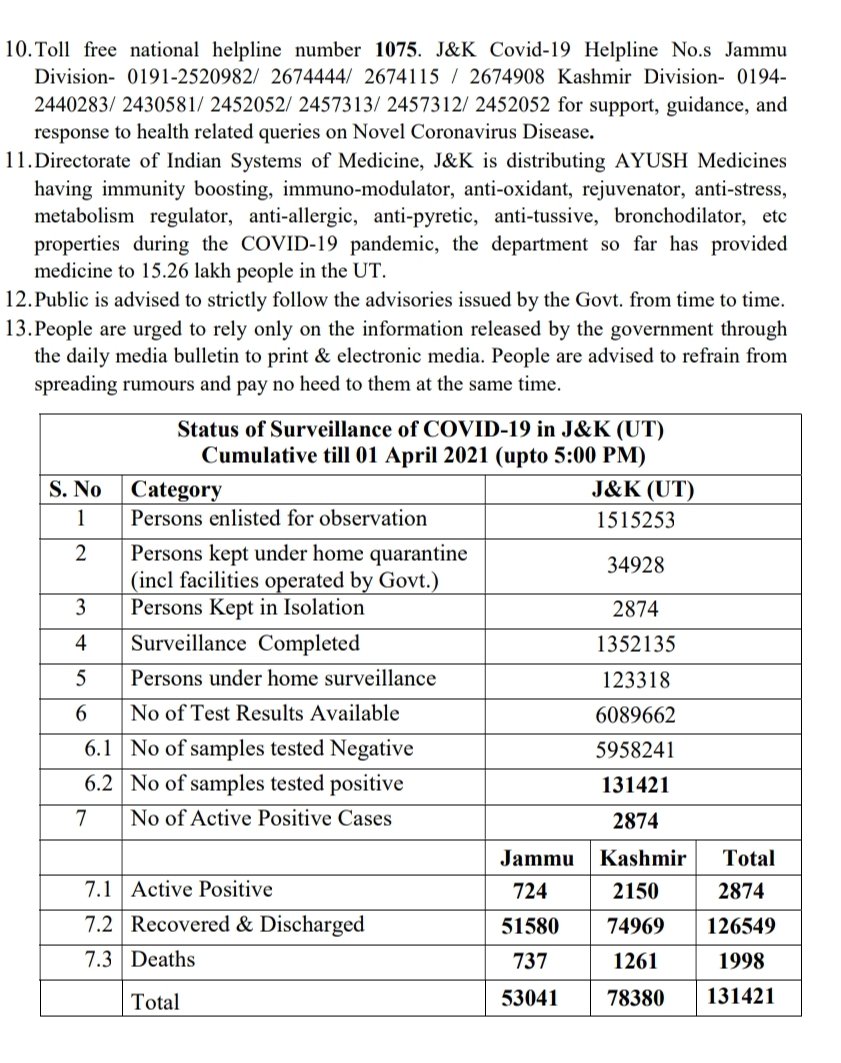 10. Toll free national helpline number 1075. J&K Covid-19 Helpline No.s Jammu
Division- 0191-2520982/ 2674444/ 2674115 / 2674908 Kashmir Division- 0194-
2440283/ 2430581/ 2452052/ 2457313/ 2457312/ 2452052 for support, guidance, and
response to health related queries on Novel Coronavirus Disease.
11. Directorate of Indian Systems of Medicine, J&K is distributing AYUSH Medicines
having immunity boosting, immuno-modulator, anti-oxidant, rejuvenator, anti-stress,
metabolism regulator, anti-allergic, anti-pyretic, anti-tussive, bronchodilator, etc
properties during the COVID-19 pandemic, the department so far has provided
medicine to 15.26 lakh people in the UT.
12. Public is advised to strictly follow the advisories issued by the Govt. from time to time.
13. People are urged to rely only on the information released by the government through
the daily media bulletin to print & electronic media. People are advised to refrain from
spreading rumours and pay no heed to them at the same time.
Status of Surveillance of COVID-19 in J&K (UT)
Cumulative till 01 April 2021 (upto 5:00 PM)
S. No Category J&K (UT)
1 Persons enlisted for observation 1515253
2 Persons kept under home quarantine
(incl facilities operated by Govt.) 34928
3 Persons Kept in Isolation 2874
4 Surveillance Completed 1352135
5 Persons under home surveillance 123318
6 No of Test Results Available 6089662
6.1 No of samples tested Negative 5958241
6.2 No of samples tested positive 131421
7 No of Active Positive Cases 2874
Jammu Kashmir Total
7.1 Active Positive 724 2150 2874
7.2 Recovered & Discharged 51580 74969 126549
7.3 Deaths 737 1261 1998
Total 53041 78380 131421